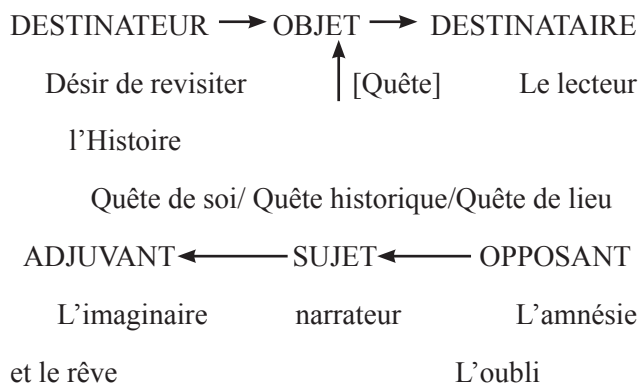 DESTINATEUR OBJET DESTINATAIRE
Désir de revisiter [Quête] Le lecteur
l’Histoire
Quête de soi/ Quête historique/Quête de lieu
ADJUVANT SUJET OPPOSANT
L’imaginaire narrateur L’amnésie
et le rêve L’oubli